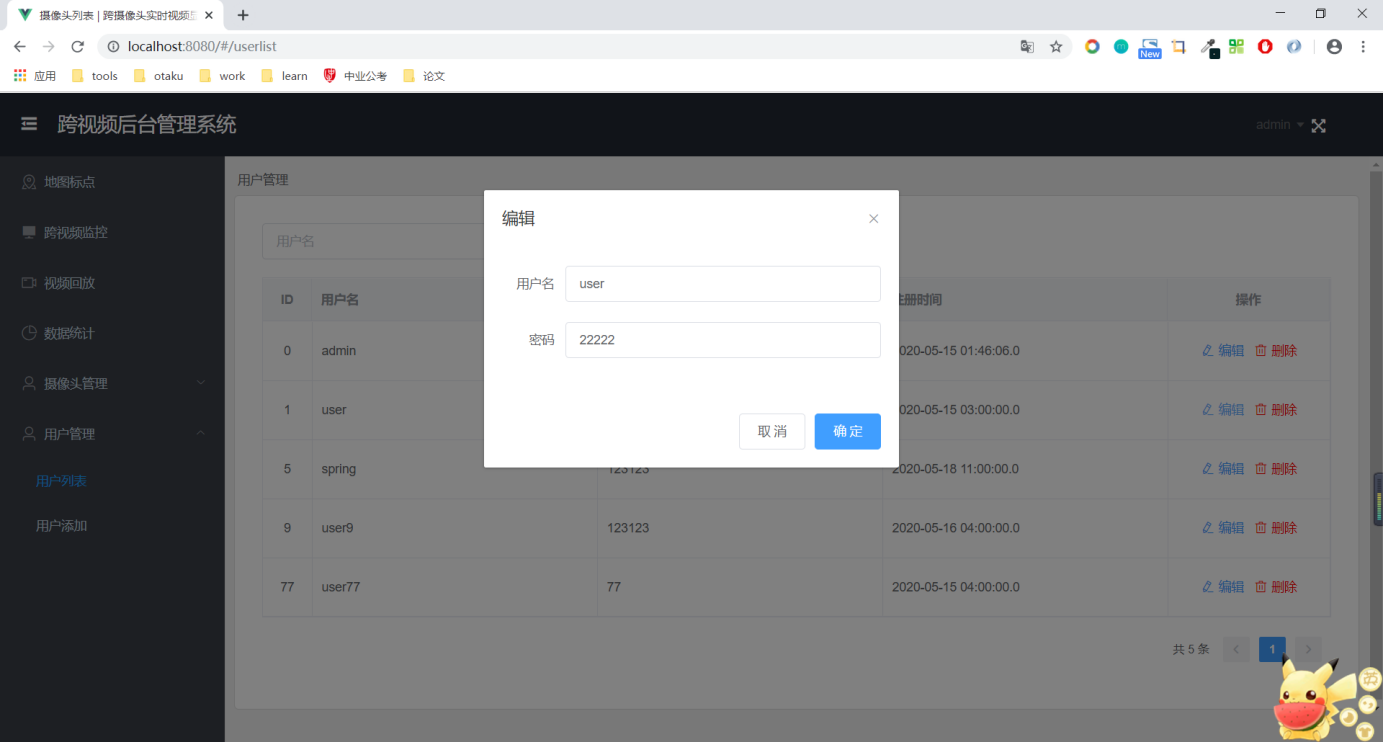 摄像头列表 | 跨摄像头实时视频
localhost:8080/#/userlist
New
应用 tools otaku work learn 中业公考 论文
跨视频后台管理系统
admin
地图标点
跨视频监控
视频回放
数据统计
摄像头管理
用户管理
用户列表
用户添加
用户管理
用户名
ID 用户名 注册时间 操作
0 admin 2020-05-15 01:46:06.0 编辑 删除
1 user 2020-05-15 03:00:00.0 编辑 删除
5 spring 123123 2020-05-18 11:00:00.0 编辑 删除
9 user9 123123 2020-05-16 04:00:00.0 编辑 删除
77 user77 77 2020-05-15 04:00:00.0 编辑 删除
共 5 条 1
编辑
用户名 user
密码 22222
取消 确定